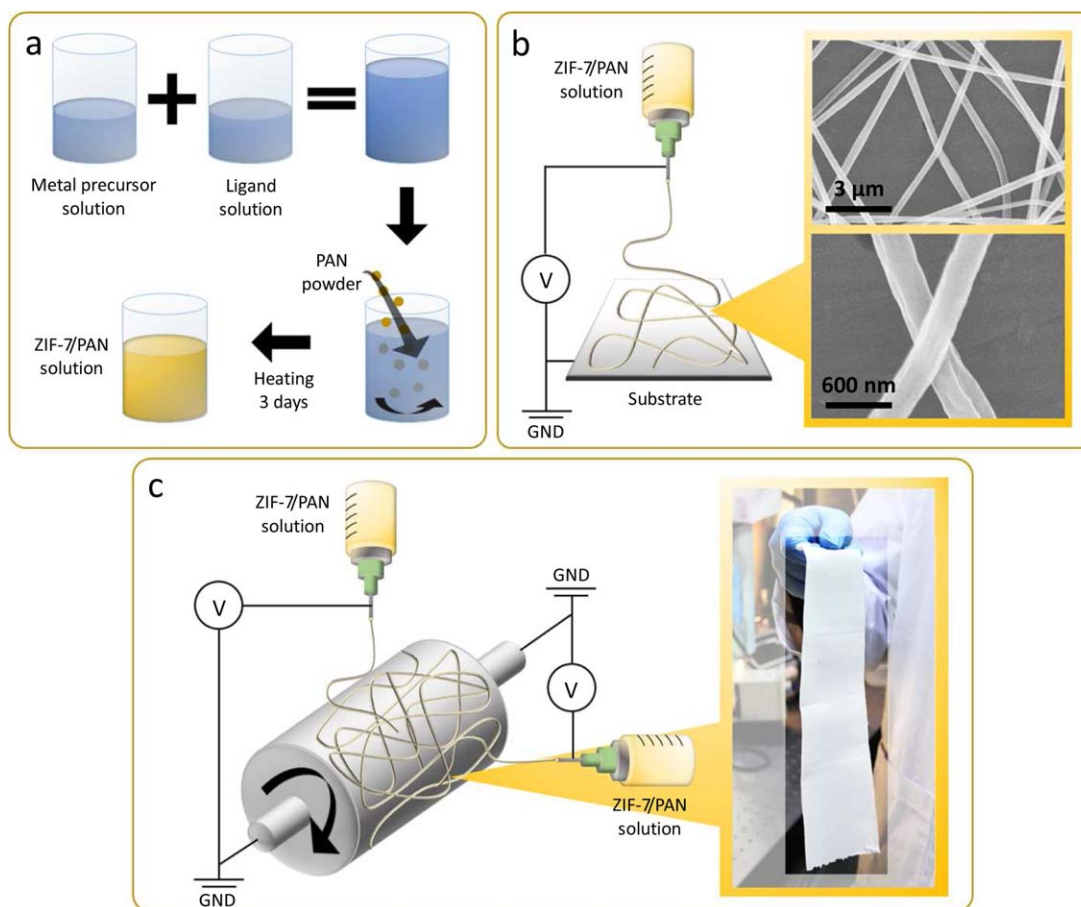 a
Metal precursor
solution
Ligand
solution
PAN
powder
ZIF-7/PAN
solution
Heating
3 days
b
ZIF-7/PAN
solution
V
GND
Substrate
3 μm
600 nm
c
ZIF-7/PAN
solution
V
GND
GND
V
ZIF-7/PAN
solution